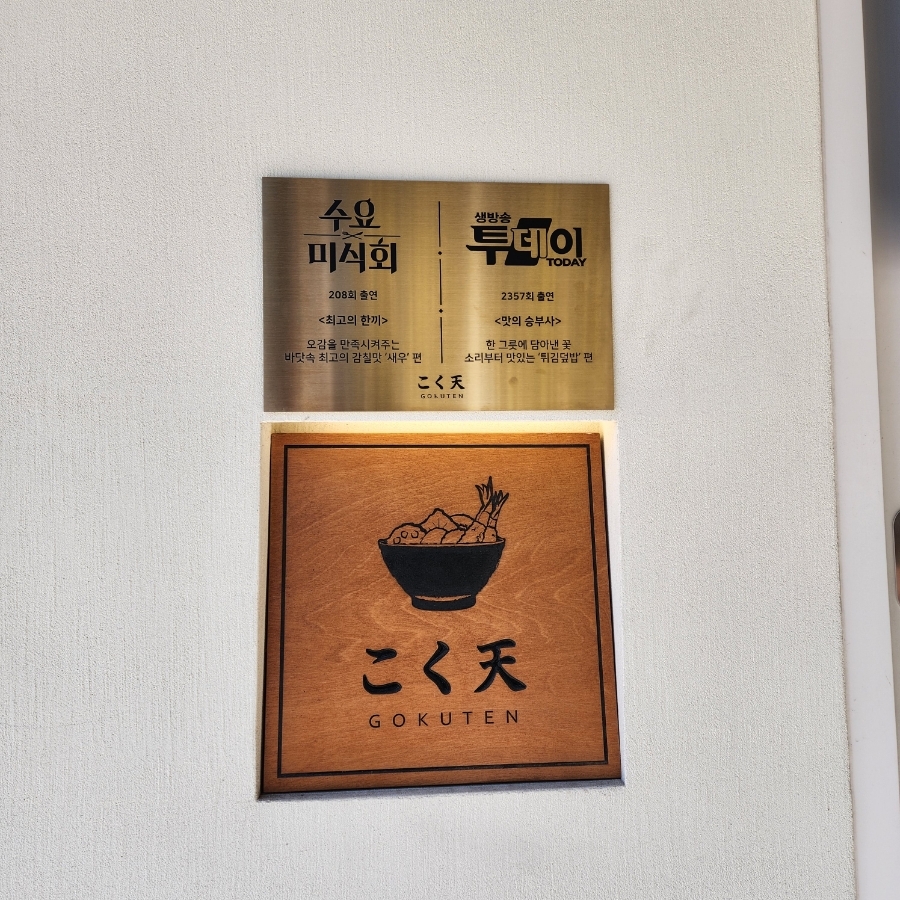 수요
미식회
208회 출연
<최고의 한끼>
오감을 만족시켜주는
바닷속 최고의 감칠맛 '새우' 편
생방송
투데이
TODAY
2357회 출연
<맛의 승부사>
한 그릇에 담아낸 꽃
소리부터 맛있는 '튀김덮밥' 편
こく天
GOKUTEN
こく天
GOKUTEN